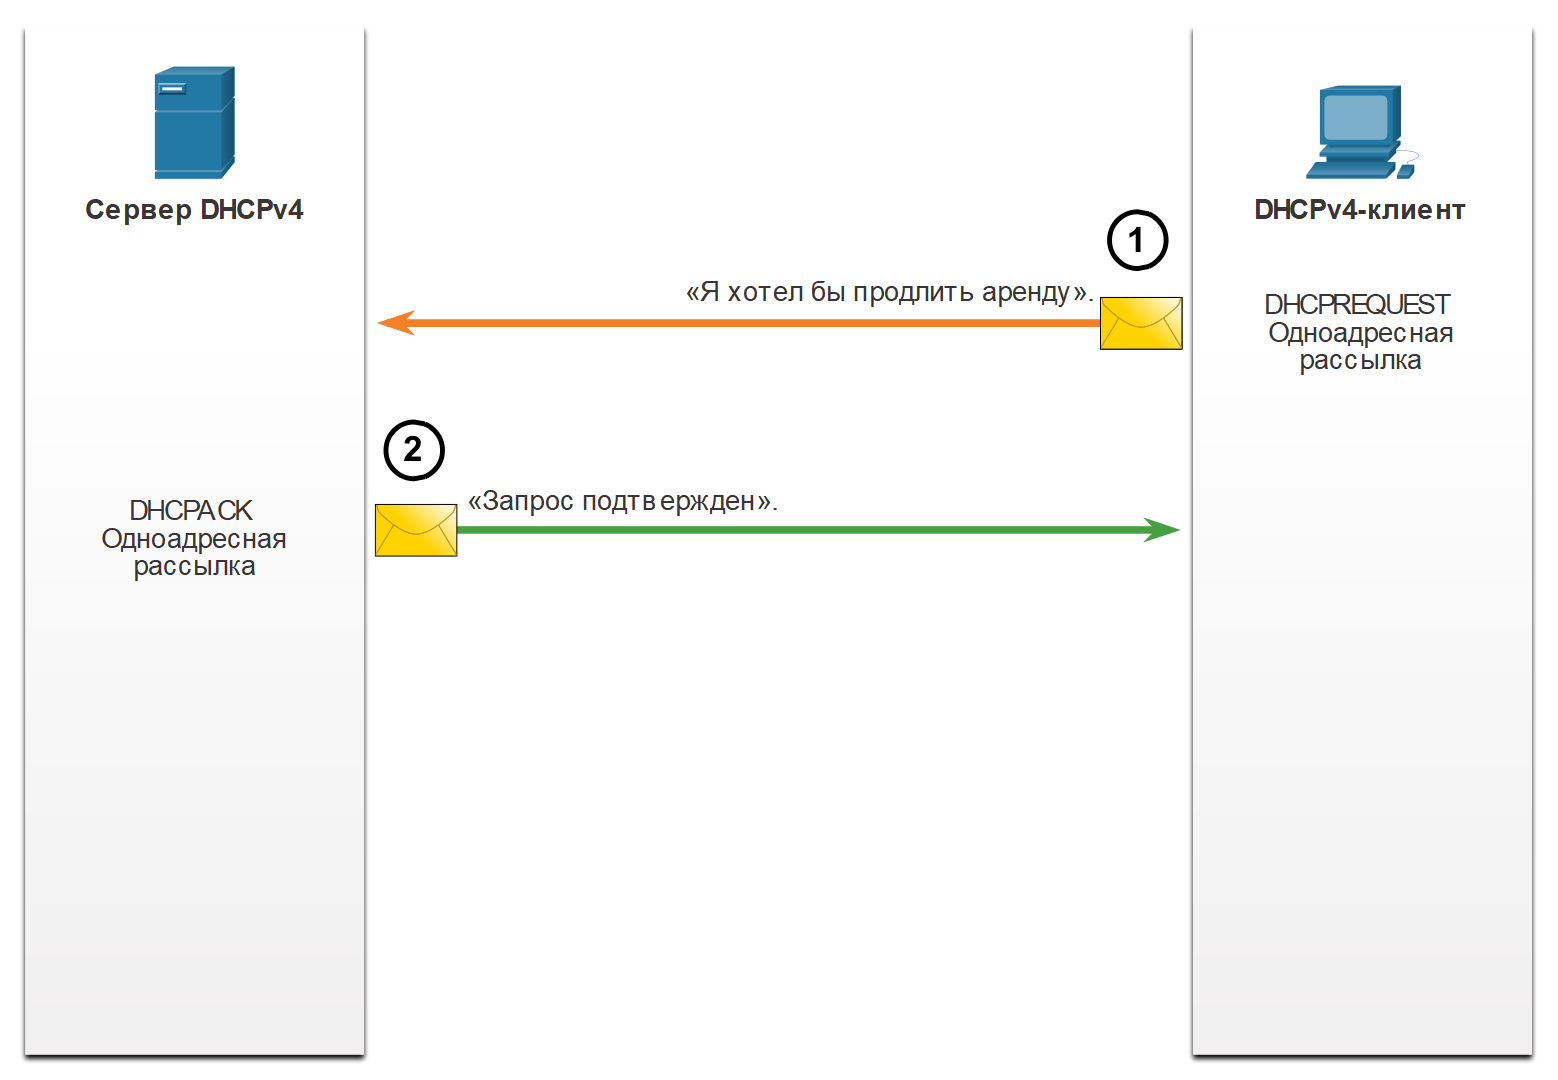 Сервер DHCPv4
DHCPv4-клиент
1
«Я хотел бы продлить аренду».
DHCPREQUEST
Одноадресная
рассылка
2
«Запрос подтвержден».
DHCPACK
Одноадресная
рассылка